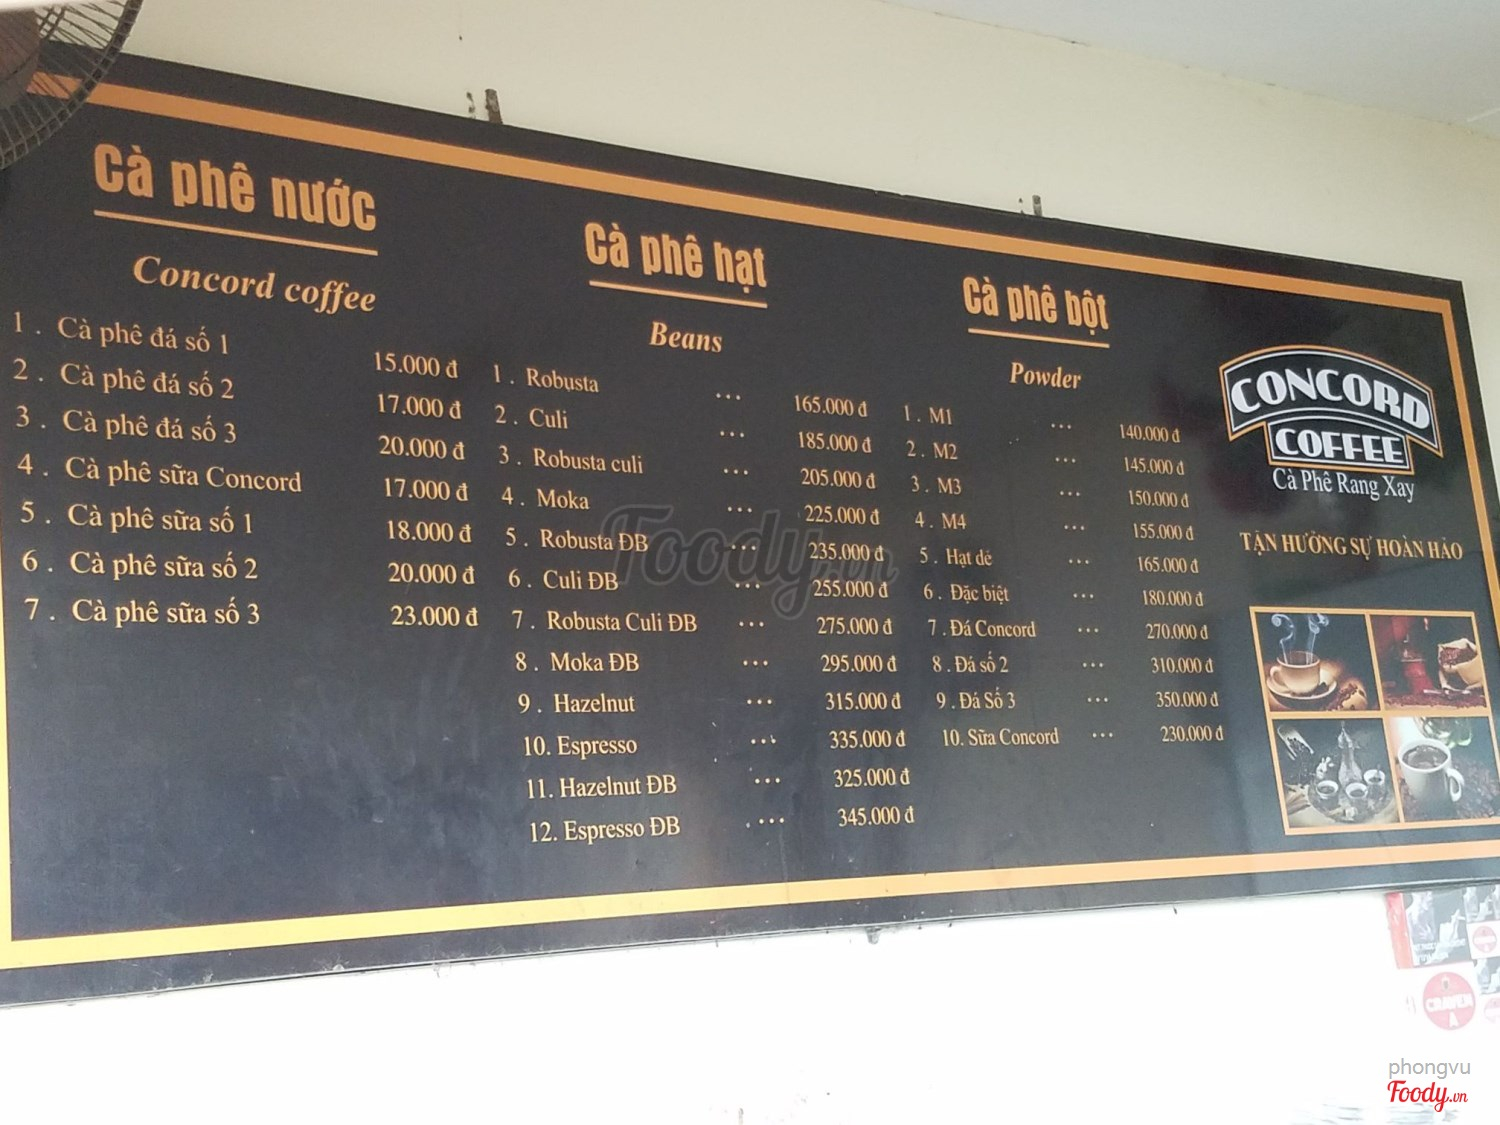 Cà phê nước
Concord coffee
1 . Cà phê đá số 1 15.000 đ
2 . Cà phê đá số 2 17.000 đ
3 . Cà phê đá số 3 20.000 đ
4 . Cà phê sữa Concord 17.000 đ
5 . Cà phê sữa số 1 18.000 đ
6 . Cà phê sữa số 2 20.000 đ
7 . Cà phê sữa số 3 23.000 đ
Cà phê hạt
Beans
1 . Robusta ... 165.000 đ
2 . Culi ... 185.000 đ
3 . Robusta culi ... 205.000 đ
4 . Moka ... 225.000 đ
5 . Robusta ĐB ... 235.000 đ
6 . Culi ĐB ... 255.000 đ
7 . Robusta Culi ĐB ... 275.000 đ
8 . Moka ĐB ... 295.000 đ
9 . Hazelnut ... 315.000 đ
10. Espresso ... 335.000 đ
11. Hazelnut ĐB ... 325.000 đ
12. Espresso ĐB ... 345.000 đ
Cà phê bột
Powder
1 . M1 ... 140.000 đ
2 . M2 ... 145.000 đ
3 . M3 ... 150.000 đ
4 . M4 ... 155.000 đ
5 . Hạt dẻ ... 165.000 đ
6 . Đặc biệt ... 180.000 đ
7 . Đá Concord ... 270.000 đ
8 . Đá số 2 ... 310.000 đ
9 . Đá Số 3 ... 350.000 đ
10. Sữa Concord ... 230.000 đ
CONCORD
COFFEE
Cà Phê Rang Xay
TẬN HƯỞNG SỰ HOÀN HẢO
Foody.vn
CRAVEN
A
phongvu
Foody.vn